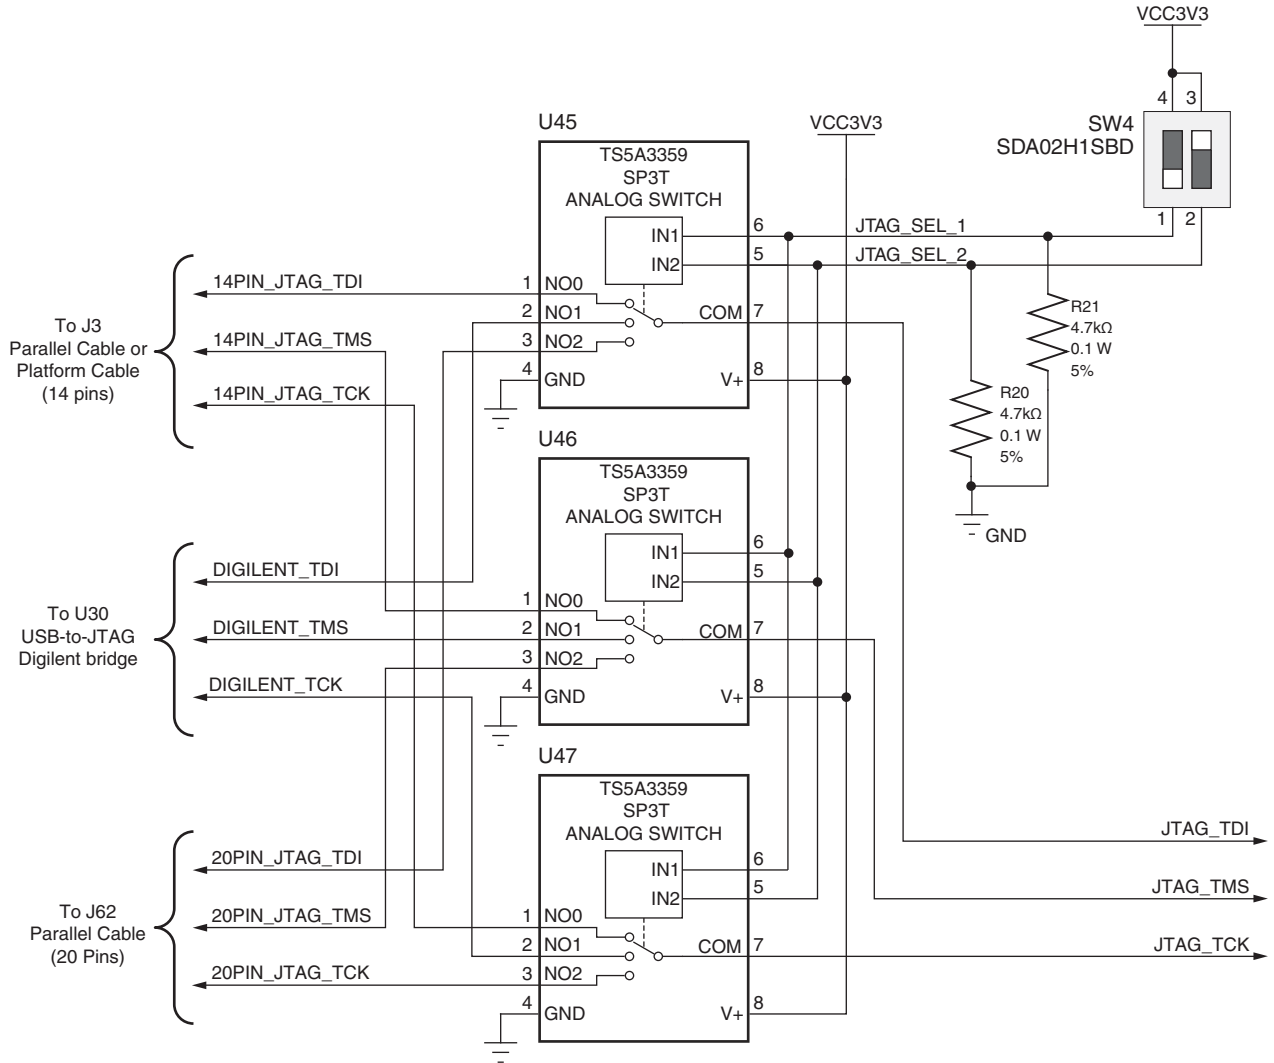 VCC3V3
4 3
SW4
SDA02H1SBD
1 2
VCC3V3
U45
TS5A3359
SP3T
ANALOG SWITCH
IN1
6
JTAG_SEL_1
IN2
5
JTAG_SEL_2
1 NO0
2 NO1
3 NO2
4 GND
COM 7
V+ 8
R21
4.7kΩ
0.1 W
5%
R20
4.7kΩ
0.1 W
5%
GND
To J3
Parallel Cable or
Platform Cable
(14 pins)
14PIN_JTAG_TDI
14PIN_JTAG_TMS
14PIN_JTAG_TCK
U46
TS5A3359
SP3T
ANALOG SWITCH
IN1
6
IN2
5
1 NO0
2 NO1
3 NO2
4 GND
COM 7
V+ 8
To U30
USB-to-JTAG
Digilent bridge
DIGILENT_TDI
DIGILENT_TMS
DIGILENT_TCK
U47
TS5A3359
SP3T
ANALOG SWITCH
IN1
6
IN2
5
1 NO0
2 NO1
3 NO2
4 GND
COM 7
V+ 8
To J62
Parallel Cable
(20 Pins)
20PIN_JTAG_TDI
20PIN_JTAG_TMS
20PIN_JTAG_TCK
JTAG_TDI
JTAG_TMS
JTAG_TCK